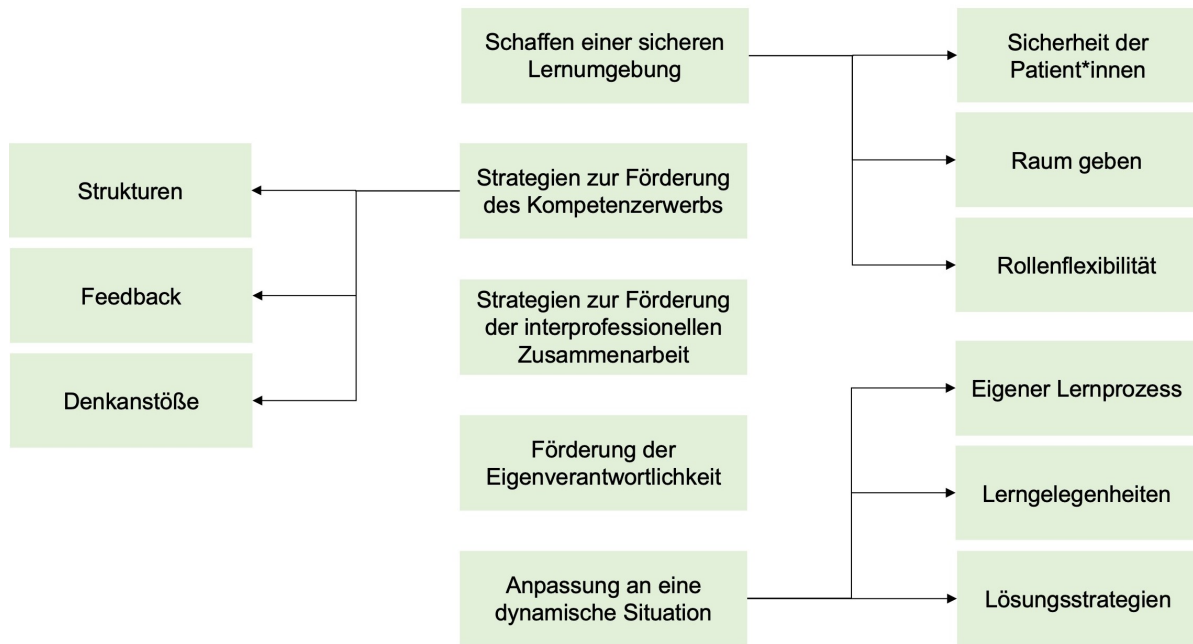 Schaffen einer sicheren
Lernumgebung
Sicherheit der
Patient*innen
Raum geben
Rollenflexibilität
Strukturen
Feedback
Denkanstöße
Strategien zur Förderung
des Kompetenzerwerbs
Strategien zur Förderung
der interprofessionellen
Zusammenarbeit
Förderung der
Eigenverantwortlichkeit
Anpassung an eine
dynamische Situation
Eigener Lernprozess
Lerngelegenheiten
Lösungsstrategien